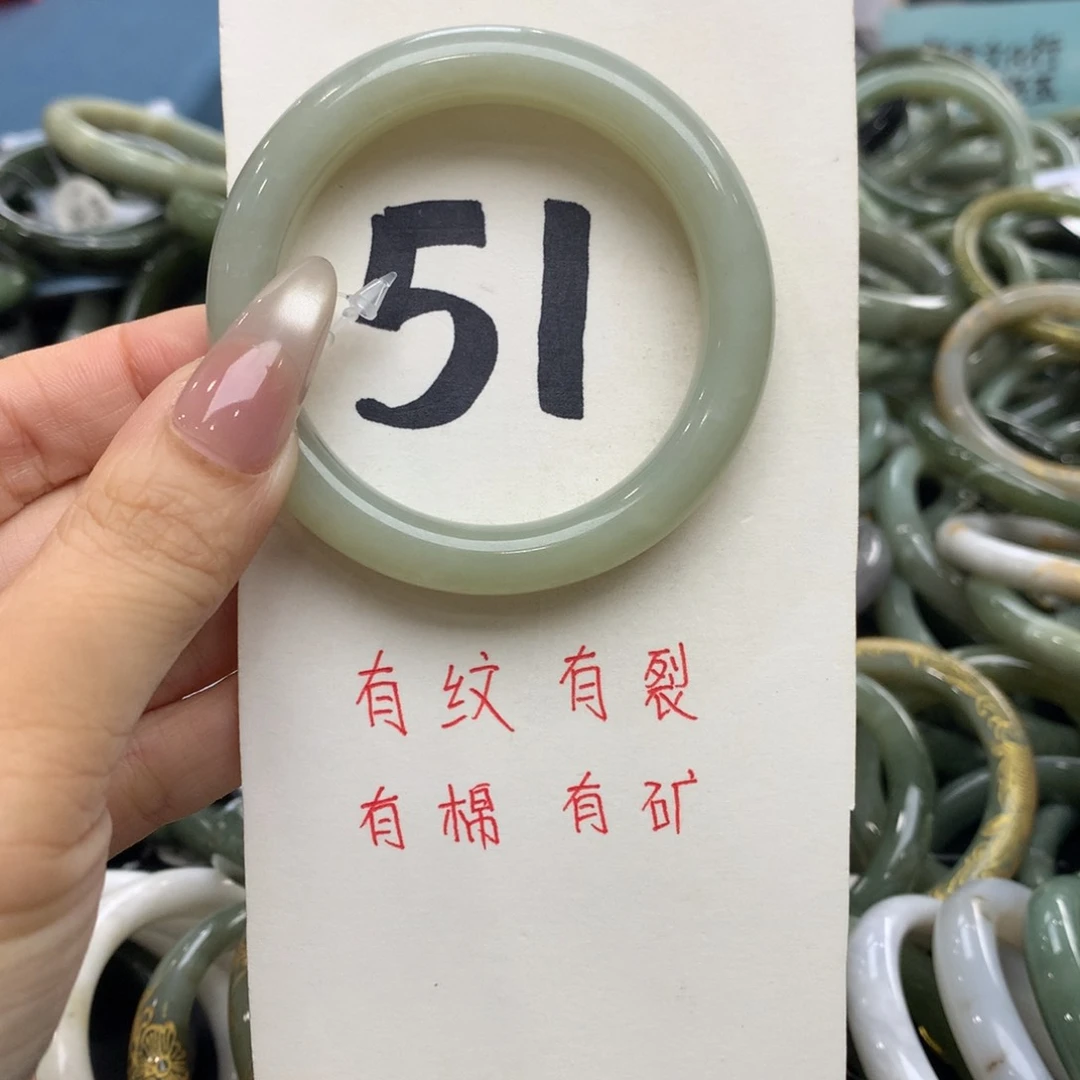 51
有纹 有裂
有棉 有矿